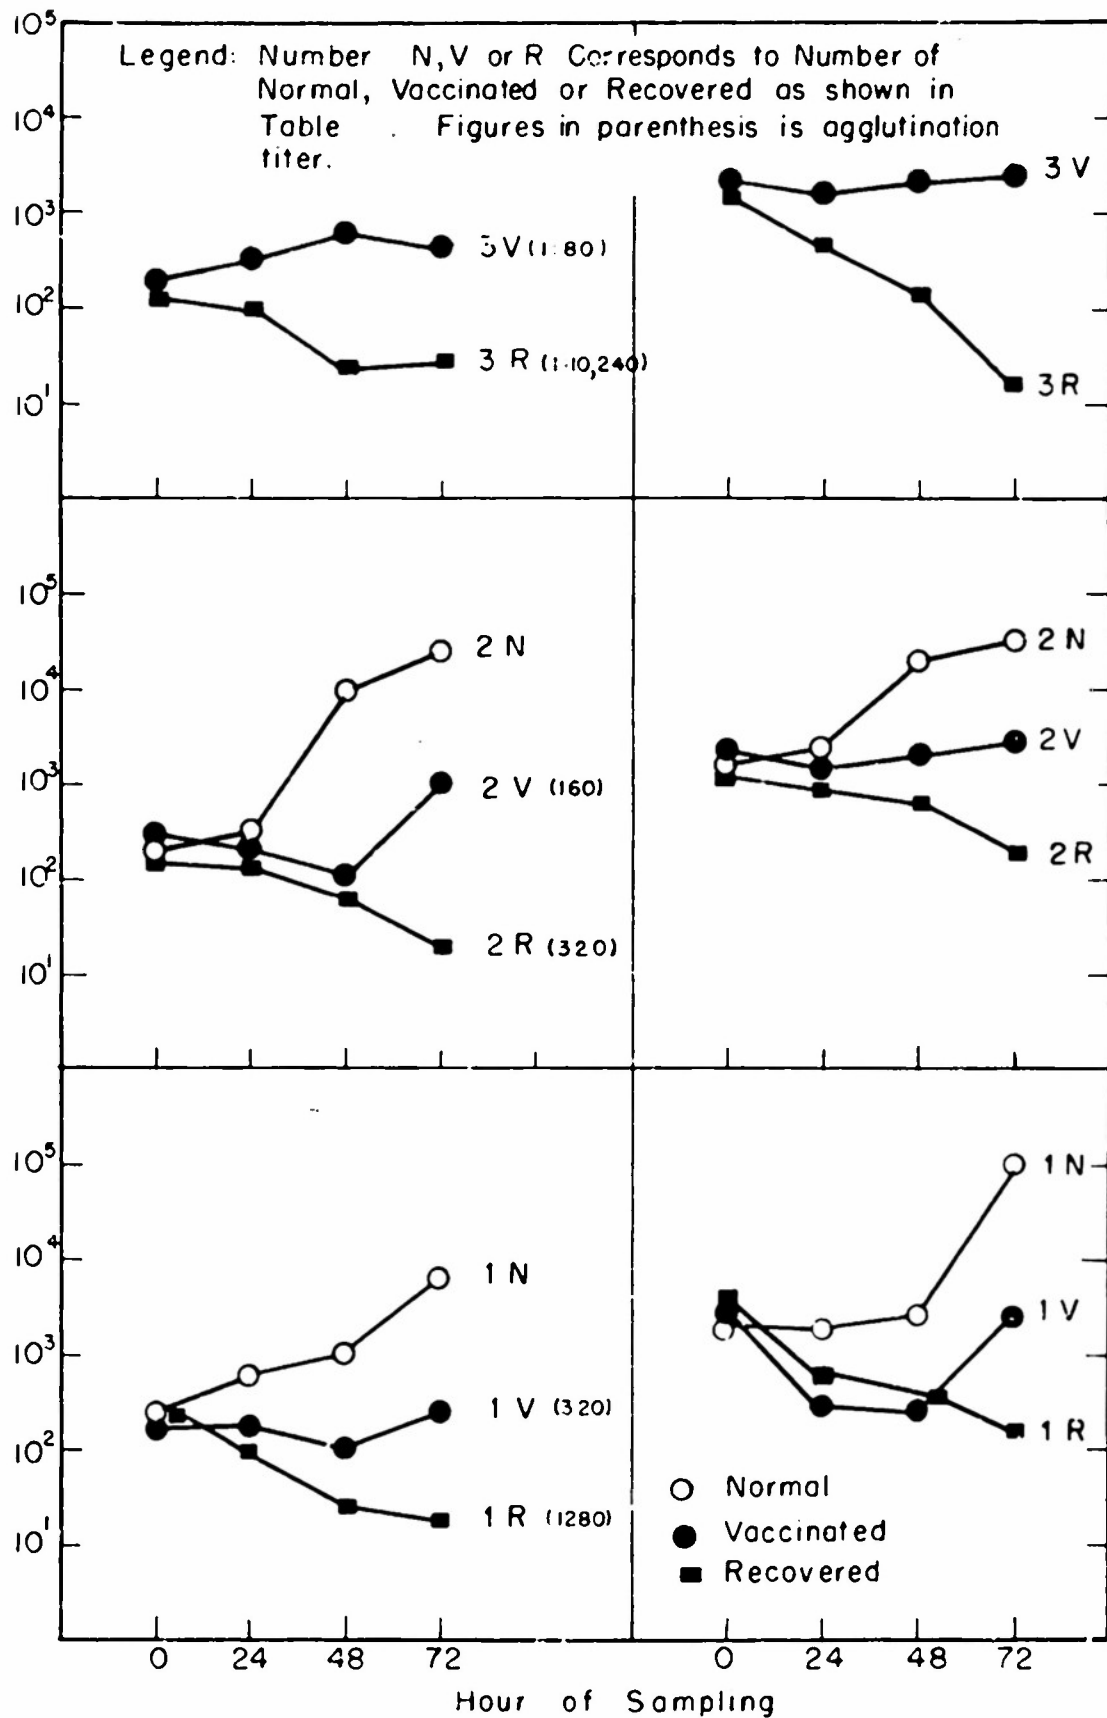 10⁵
Legend: Number N,V or R Corresponds to Number of
Normal, Vaccinated or Recovered as shown in
Table . Figures in parenthesis is agglutination
titer.
10⁴
10³
10²
10¹
3 V (1:80)
3 R (1:10,240)
3 V
3 R
10⁵
10⁴
10³
10²
10¹
2 N
2 V (160)
2 R (320)
2 N
2 V
2 R
10⁵
10⁴
10³
10²
10¹
1 N
1 V (320)
1 R (1280)
1 N
1 V
1 R
Normal
Vaccinated
Recovered
0 24 48 72 0 24 48 72
Hour of Sampling